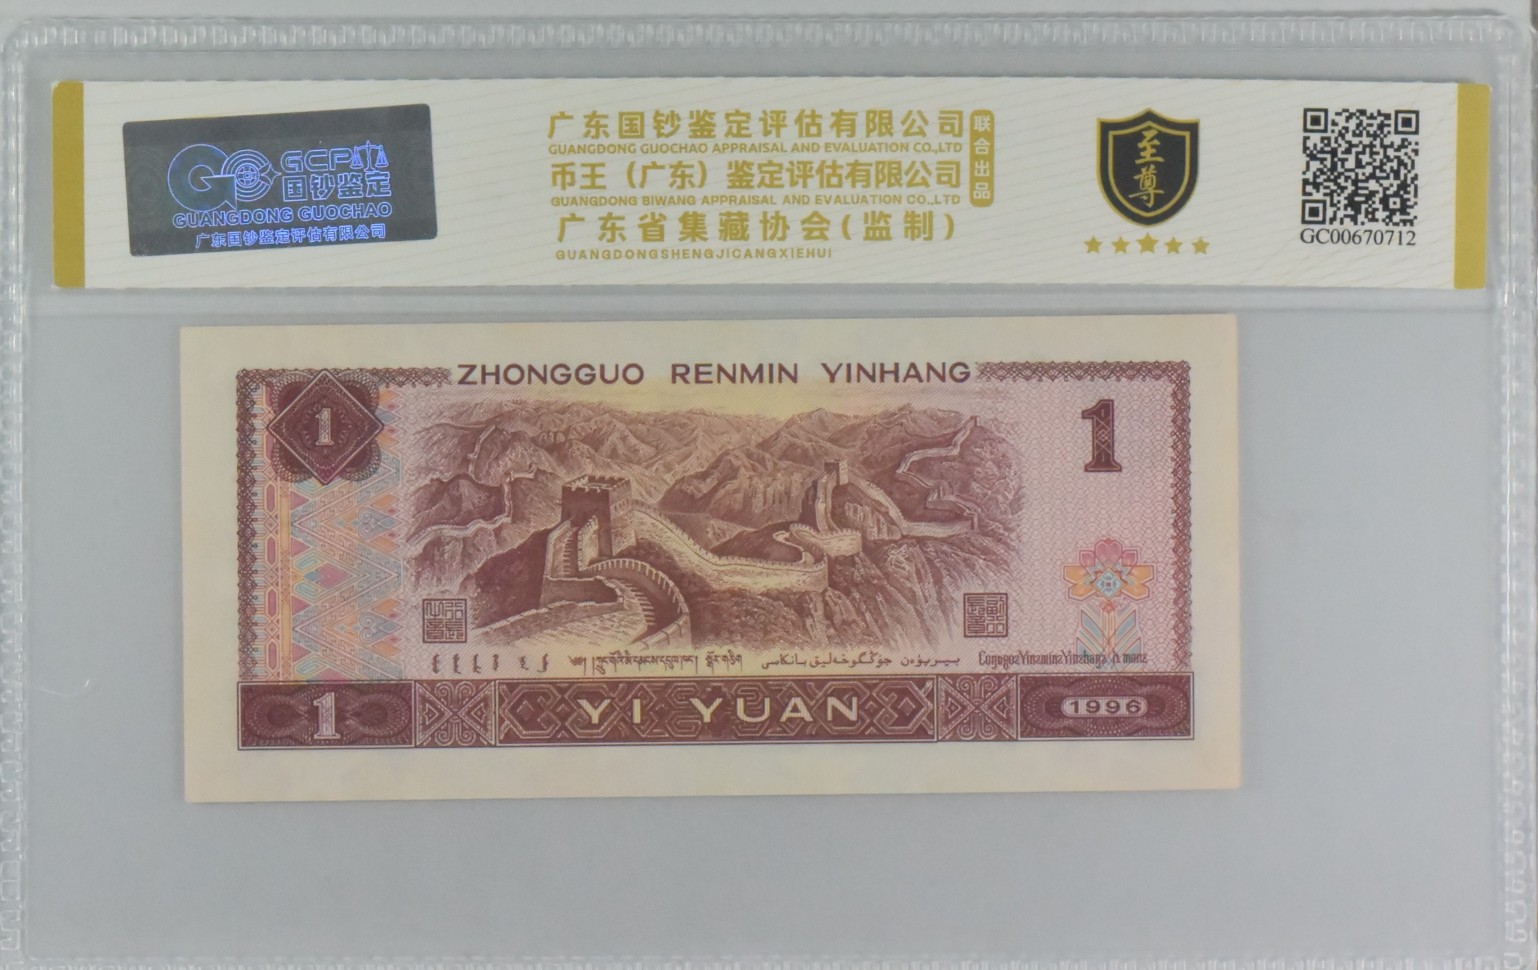 GCP
国钞鉴定
GUANGDONG GUOCHAO
广东国钞鉴定评估有限公司
广东国钞鉴定评估有限公司
GUANGDONG GUOCHAO APPRAISAL AND EVALUATION CO.,LTD
币王（广东）鉴定评估有限公司
GUANGDONG BIWANG APPRAISAL AND EVALUATION CO.,LTD
广东省集藏协会(监制)
GUANGDONGSHENGJICANGXIEHUI
联合出品
至尊
GC00670712
ZHONGGUO RENMIN YINHANG
1
1
YI YUAN
1
1996